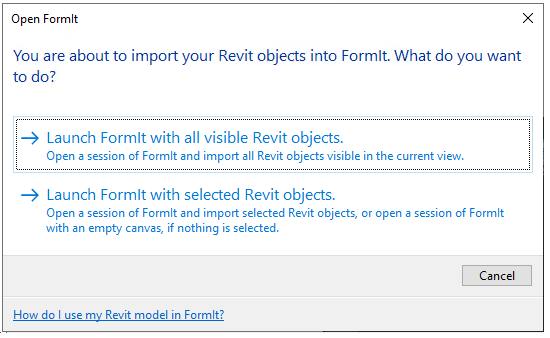 Open FormIt
You are about to import your Revit objects into FormIt. What do you want
to do?
Launch FormIt with all visible Revit objects.
Open a session of FormIt and import all Revit objects visible in the current view.
Launch FormIt with selected Revit objects.
Open a session of FormIt and import selected Revit objects, or open a session of FormIt
with an empty canvas, if nothing is selected.
Cancel
How do I use my Revit model in FormIt?